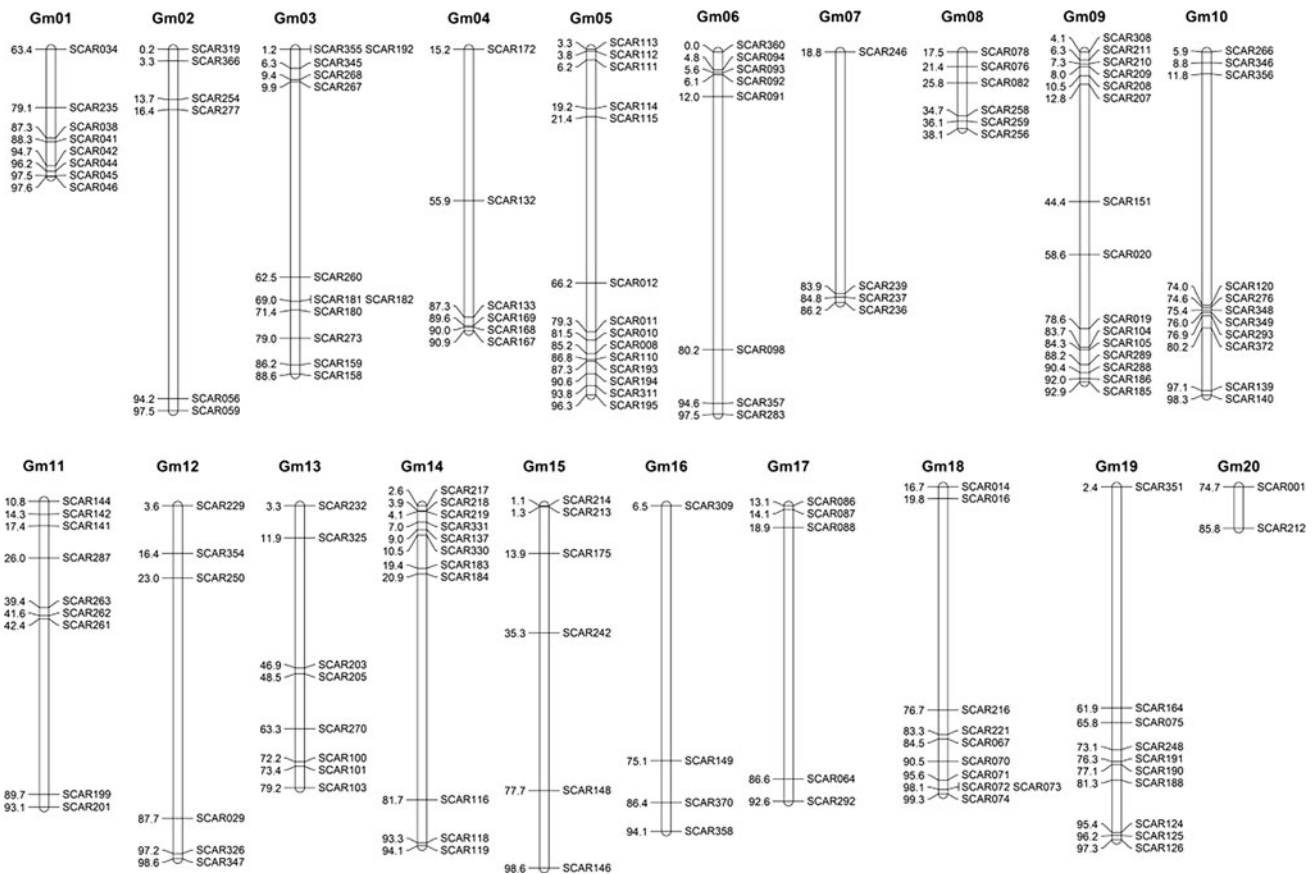 Gm01
63.4 SCAR034
79.1 SCAR235
87.3 SCAR038
88.3 SCAR041
94.7 SCAR042
96.2 SCAR044
97.5 SCAR045
97.6 SCAR046
Gm02
0.2 SCAR319
3.3 SCAR366
13.7 SCAR254
16.4 SCAR277
94.2 SCAR056
97.5 SCAR059
Gm03
1.2 SCAR355 SCAR192
6.3 SCAR345
9.4 SCAR268
9.9 SCAR267
62.5 SCAR260
69.0 SCAR181 SCAR182
71.4 SCAR180
79.0 SCAR273
86.2 SCAR159
88.6 SCAR158
Gm04
15.2 SCAR172
55.9 SCAR132
87.3 SCAR133
89.6 SCAR169
90.0 SCAR168
90.9 SCAR167
Gm05
3.3 SCAR113
3.8 SCAR112
6.2 SCAR111
19.2 SCAR114
21.4 SCAR115
66.2 SCAR012
79.3 SCAR011
81.5 SCAR010
85.2 SCAR008
86.8 SCAR110
87.3 SCAR193
90.6 SCAR194
93.8 SCAR311
96.3 SCAR195
Gm06
0.0 SCAR360
4.8 SCAR094
5.6 SCAR093
6.1 SCAR092
12.0 SCAR091
80.2 SCAR098
94.6 SCAR357
97.5 SCAR283
Gm07
18.8 SCAR246
83.9 SCAR239
84.8 SCAR237
86.2 SCAR236
Gm08
17.5 SCAR078
21.4 SCAR076
25.8 SCAR082
34.7 SCAR258
36.1 SCAR259
38.1 SCAR256
Gm09
4.1 SCAR308
6.3 SCAR211
7.3 SCAR210
8.0 SCAR209
10.5 SCAR208
12.8 SCAR207
44.4 SCAR151
58.6 SCAR020
78.6 SCAR019
83.7 SCAR104
84.3 SCAR105
88.2 SCAR289
90.4 SCAR288
92.0 SCAR186
92.9 SCAR185
Gm10
5.9 SCAR266
8.8 SCAR346
11.8 SCAR356
74.0 SCAR120
74.6 SCAR276
75.4 SCAR348
76.0 SCAR349
76.9 SCAR293
80.2 SCAR372
97.1 SCAR139
98.3 SCAR140
Gm11
10.8 SCAR144
14.3 SCAR142
17.4 SCAR141
26.0 SCAR287
39.4 SCAR263
41.6 SCAR262
42.4 SCAR261
89.7 SCAR199
93.1 SCAR201
Gm12
3.6 SCAR229
16.4 SCAR354
23.0 SCAR250
87.7 SCAR029
97.2 SCAR326
98.6 SCAR347
Gm13
3.3 SCAR232
11.9 SCAR325
46.9 SCAR203
48.5 SCAR205
63.3 SCAR270
72.2 SCAR100
73.4 SCAR101
79.2 SCAR103
Gm14
2.6 SCAR217
3.9 SCAR218
4.1 SCAR219
7.0 SCAR331
9.0 SCAR137
10.5 SCAR330
19.4 SCAR183
20.9 SCAR184
81.7 SCAR116
93.3 SCAR118
94.1 SCAR119
Gm15
1.1 SCAR214
1.3 SCAR213
13.9 SCAR175
35.3 SCAR242
77.7 SCAR148
98.6 SCAR146
Gm16
6.5 SCAR309
75.1 SCAR149
86.4 SCAR370
94.1 SCAR358
Gm17
13.1 SCAR086
14.1 SCAR087
18.9 SCAR088
86.6 SCAR064
92.6 SCAR292
Gm18
16.7 SCAR014
19.8 SCAR016
76.7 SCAR216
83.3 SCAR221
84.5 SCAR067
90.5 SCAR070
95.6 SCAR071
98.1 SCAR072 SCAR073
99.3 SCAR074
Gm19
2.4 SCAR351
61.9 SCAR164
65.8 SCAR075
73.1 SCAR248
76.3 SCAR191
77.1 SCAR190
81.3 SCAR188
95.4 SCAR124
96.2 SCAR125
97.3 SCAR126
Gm20
74.7 SCAR001
85.8 SCAR212